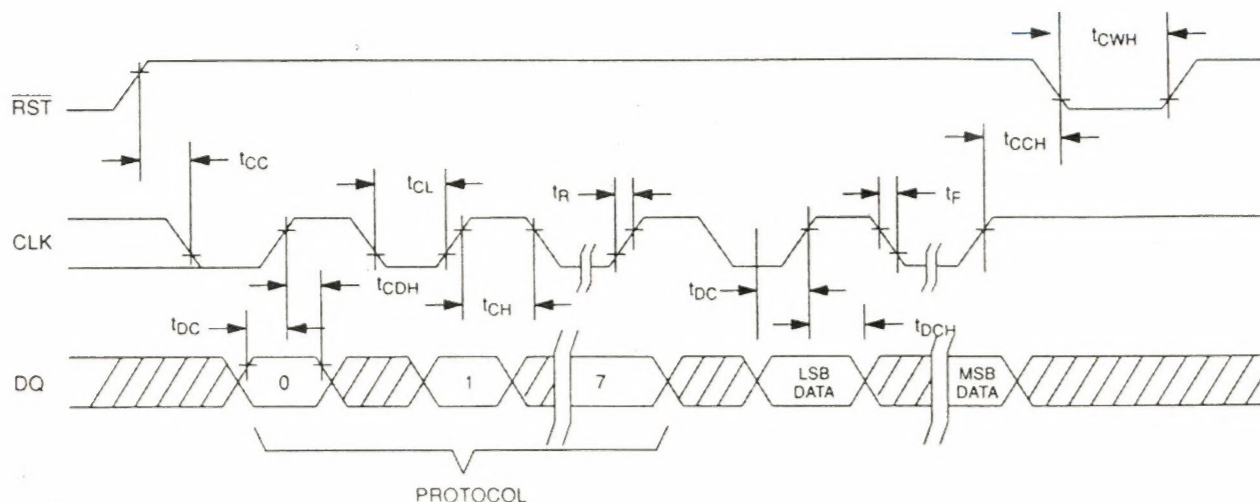 tCWH
RST
tCCH
tCC
tCL
tR
tF
CLK
tCDH
tCH
tDC
tDC
tDCH
DQ
0
1
7
LSB
DATA
MSB
DATA
PROTOCOL